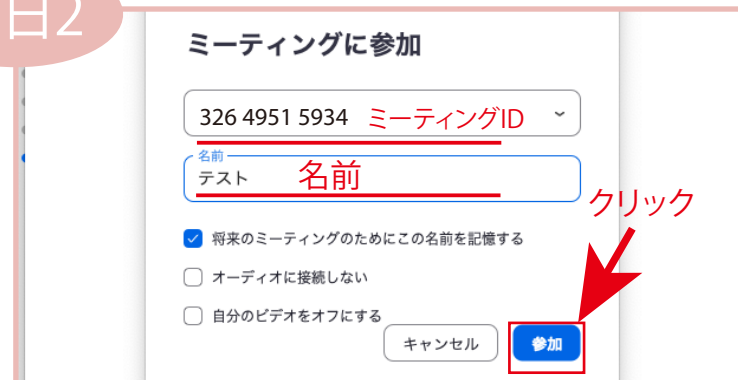 日2
ミーティングに参加
326 4951 5934 ミーティングID
名前
テスト 名前
クリック
将来のミーティングのためにこの名前を記憶する
オーディオに接続しない
自分のビデオをオフにする
キャンセル 参加